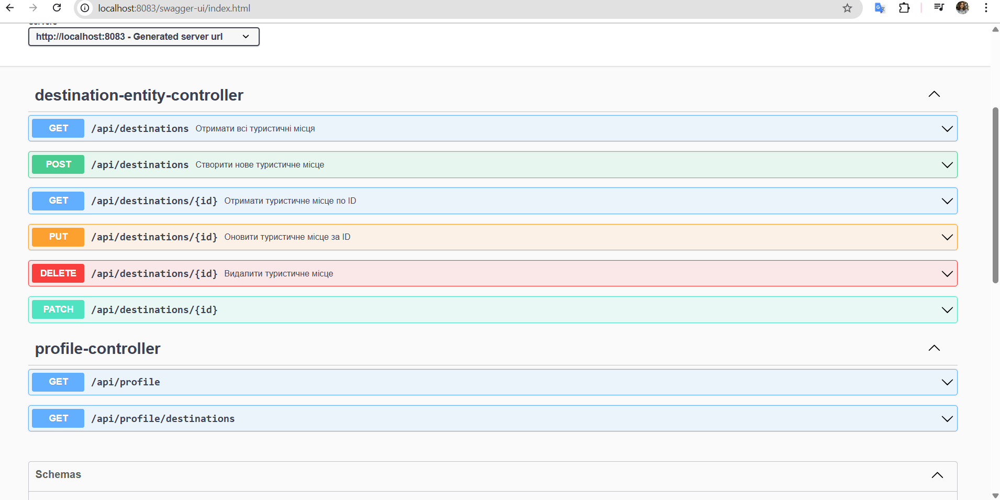 localhost:8083/swagger-ui/index.html
http://localhost:8083 - Generated server url
destination-entity-controller
GET /api/destinations Отримати всі туристичні місця
POST /api/destinations Створити нове туристичне місце
GET /api/destinations/{id} Отримати туристичне місце по ID
PUT /api/destinations/{id} Оновити туристичне місце за ID
DELETE /api/destinations/{id} Видалити туристичне місце
PATCH /api/destinations/{id}
profile-controller
GET /api/profile
GET /api/profile/destinations
Schemas